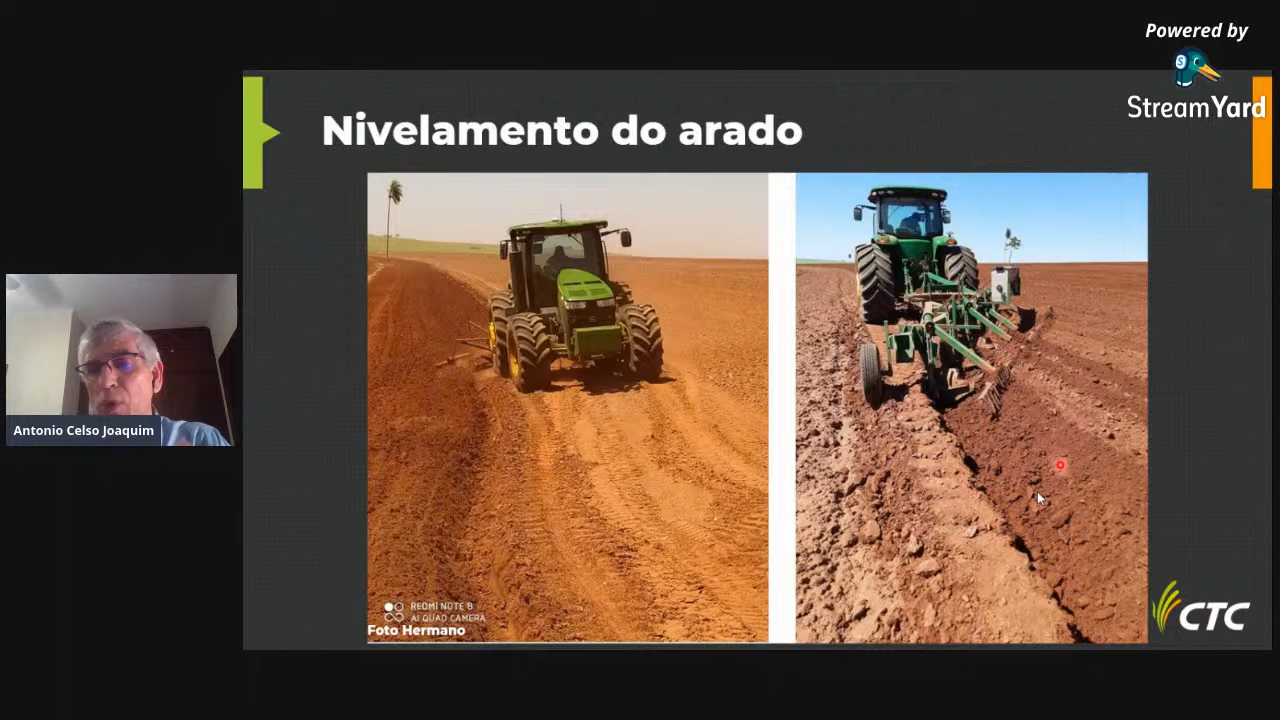 Powered by
StreamYard
Nivelamento do arado
Antonio Celso Joaquim
REDMI NOTE 8
AI QUAD CAMERA
Foto Hermano
CTC